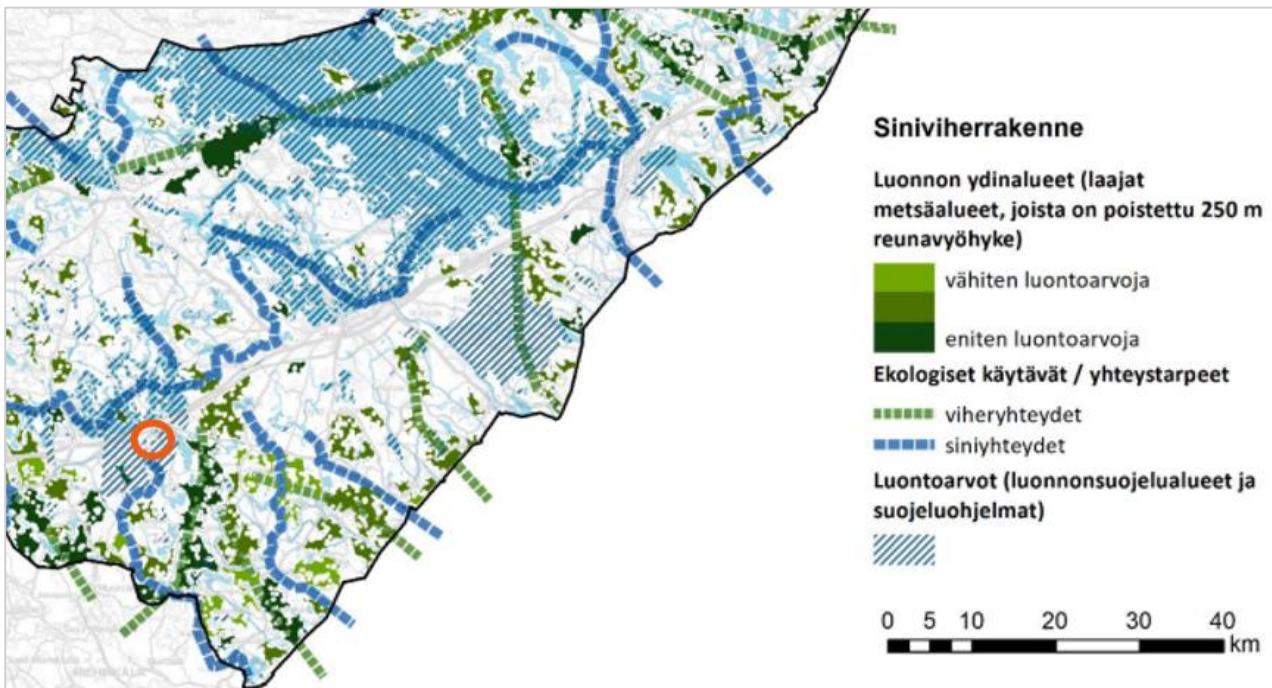 Siniviherrakenne
Luonnon ydinalueet (laajat
metsäalueet, joista on poistettu 250 m
reunavyöhyke)
vähiten luontoarvoja
eniten luontoarvoja
Ekologiset käytävät / yhteystarpeet
viheryhteydet
siniyhteydet
Luontoarvot (luonnonsuojelualueet ja
suojeluohjelmat)
0 5 10 20 30 40
km